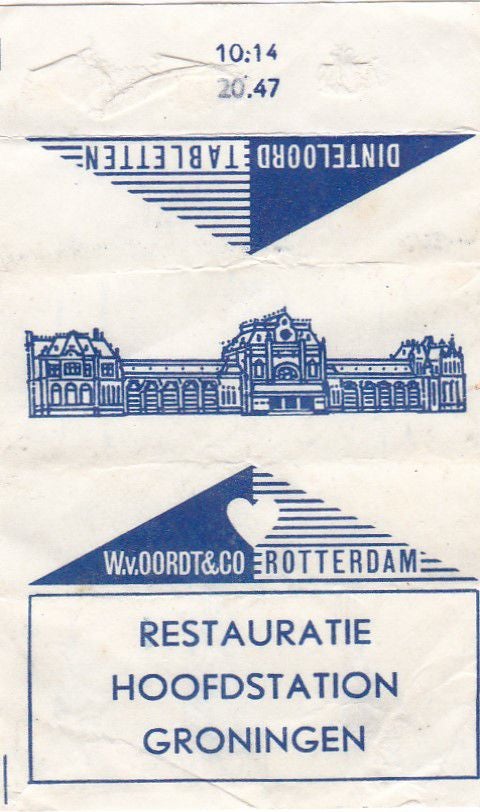 10:14
20.47
DINTELOORD TABLETTEN
W.v.OORDT&CO ROTTERDAM
RESTAURATIE
HOOFDSTATION
GRONINGEN